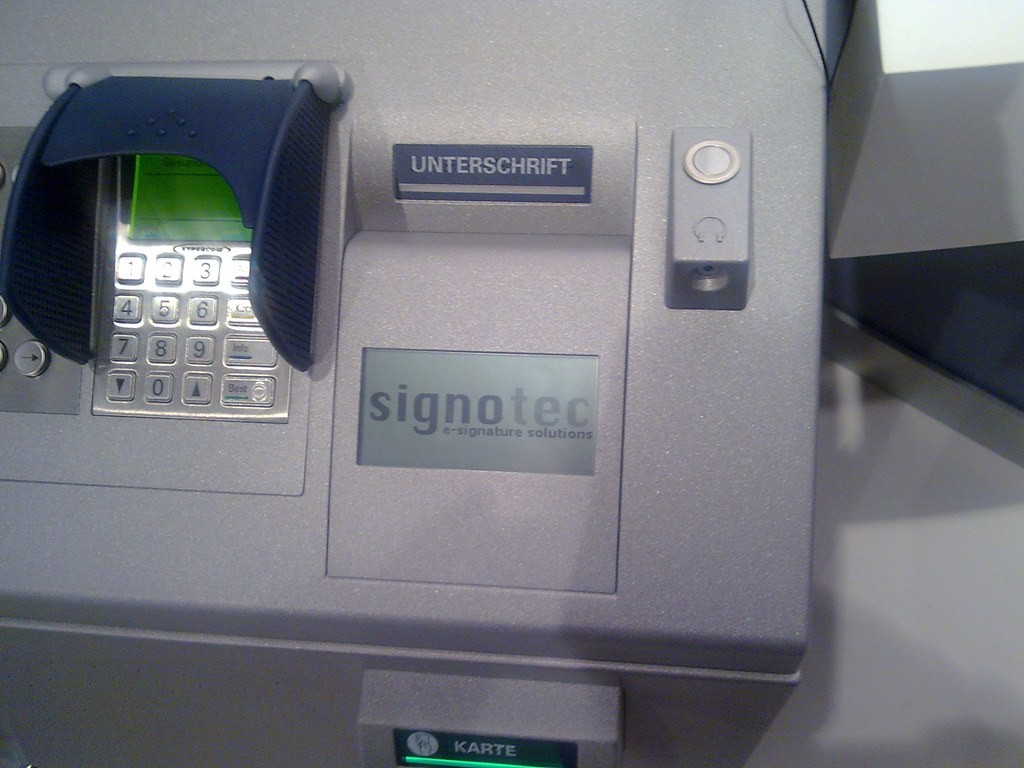 UNTERSCHRIFT
1 2 3
4 5 6
7 8 9 Info
0 Best
signotec
e-signature solutions
KARTE